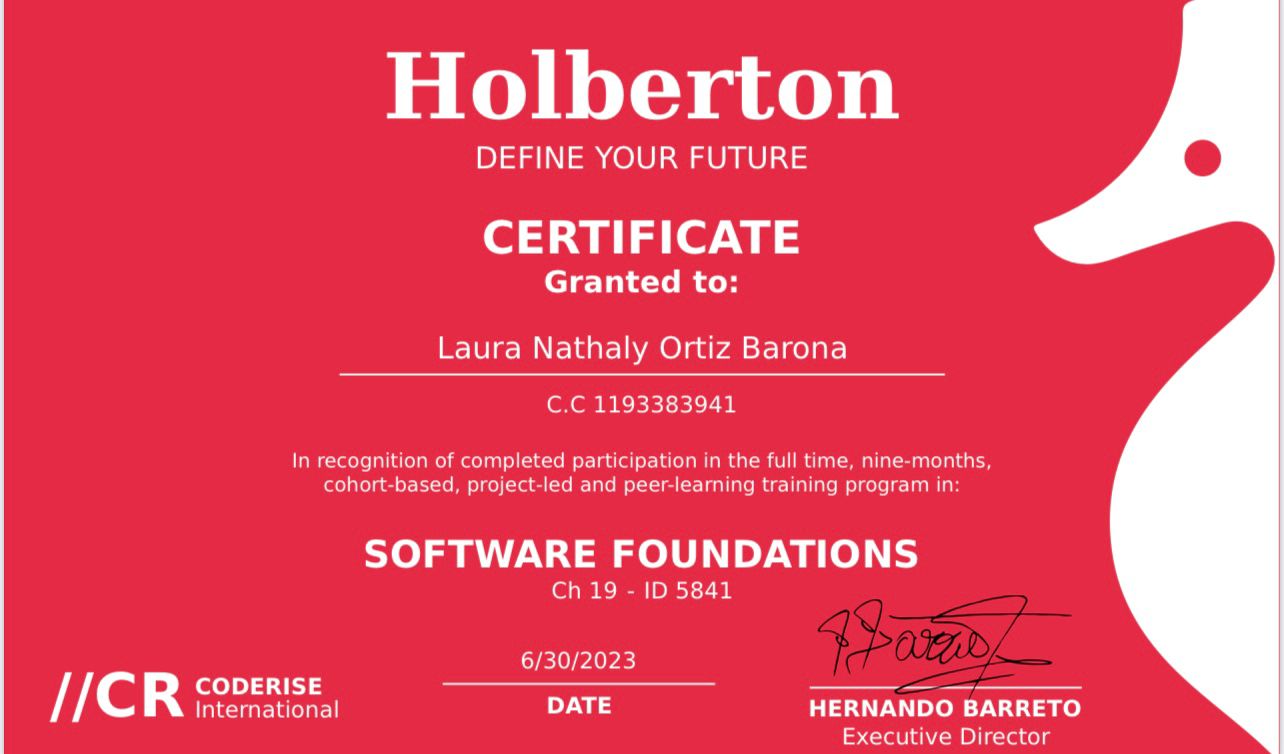 Holberton
DEFINE YOUR FUTURE
CERTIFICATE
Granted to:
Laura Nathaly Ortiz Barona
C.C 1193383941
In recognition of completed participation in the full time, nine-months,
cohort-based, project-led and peer-learning training program in:
SOFTWARE FOUNDATIONS
Ch 19 - ID 5841
//CR CODERISE
International
6/30/2023
DATE
HERNANDO BARRETO
Executive Director